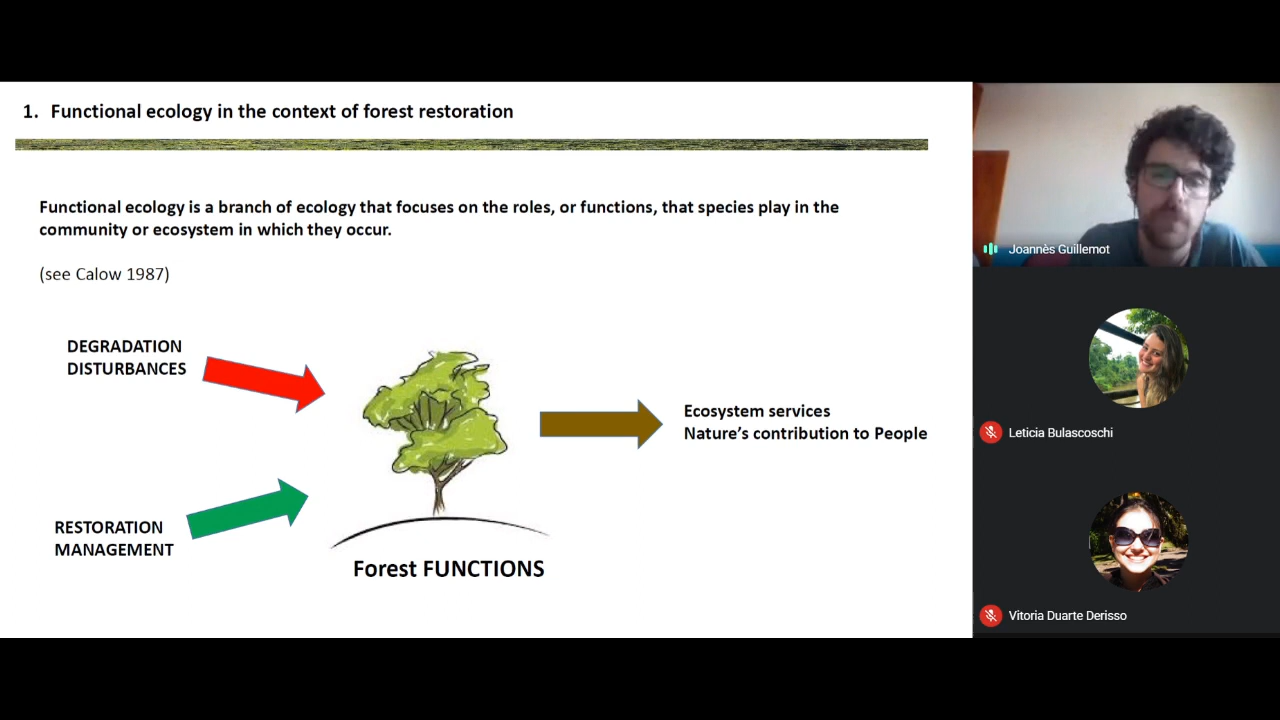 1. Functional ecology in the context of forest restoration
Functional ecology is a branch of ecology that focuses on the roles, or functions, that species play in the
community or ecosystem in which they occur.
(see Calow 1987)
DEGRADATION
DISTURBANCES
RESTORATION
MANAGEMENT
Forest FUNCTIONS
Ecosystem services
Nature’s contribution to People
Joannès Guillemot
Leticia Bulascoschi
Vitoria Duarte Derisso